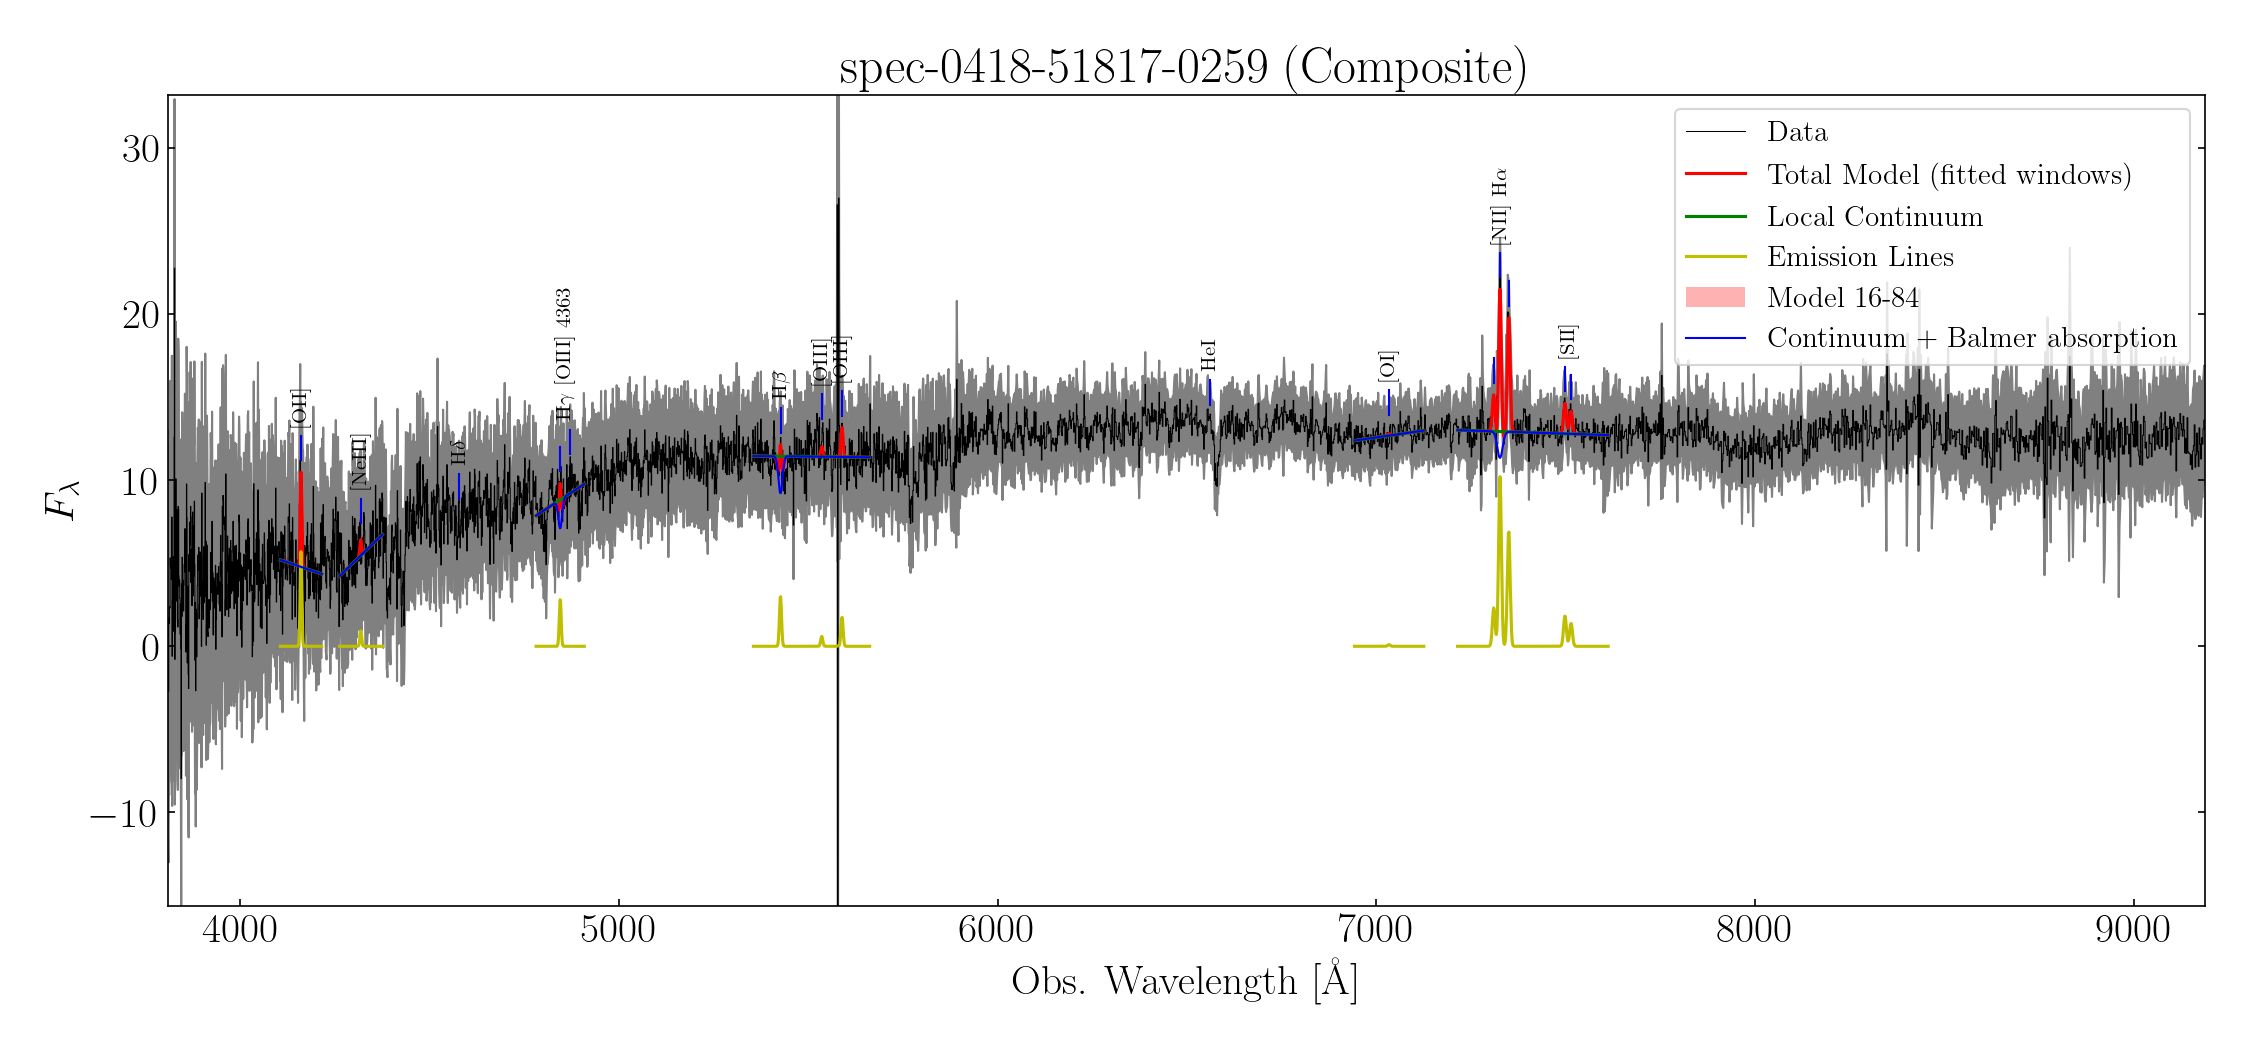 spec-0418-51817-0259 (Composite)
Data
Total Model (fitted windows)
Local Continuum
Emission Lines
Model 16-84
Continuum + Balmer absorption
[OII]
[NeIII]
Hδ
Hγ [OIII] 4363
Hβ
[OIII]
[OIII]
HeI
[OI]
[NII] Hα
[SII]
30
20
10
0
−10
Fλ
4000 5000 6000 7000 8000 9000
Obs. Wavelength [Å]